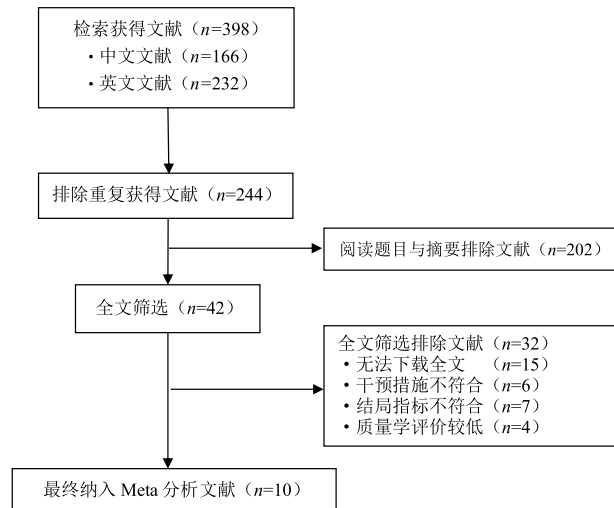 检索获得文献（n=398）
·中文文献（n=166）
·英文文献（n=232）
排除重复获得文献（n=244）
阅读题目与摘要排除文献（n=202）
全文筛选（n=42）
全文筛选排除文献（n=32）
·无法下载全文 （n=15）
·干预措施不符合（n=6）
·结局指标不符合（n=7）
·质量学评价较低（n=4）
最终纳入 Meta 分析文献（n=10）